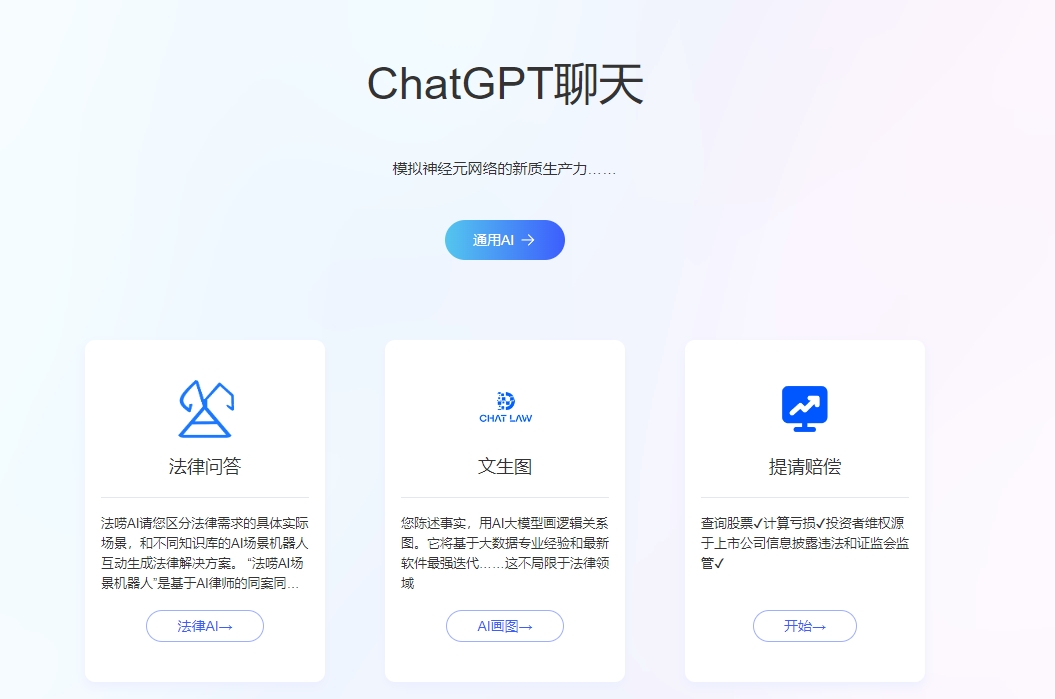 ChatGPT聊天
模拟神经元网络的新质生产力……
通用AI →
法律问答
法唠AI请您区分法律需求的具体实际
场景，和不同知识库的AI场景机器人
互动生成法律解决方案。 “法唠AI场
景机器人”是基于AI律师的同案同…
法律AI→
CHAT LAW
文生图
您陈述事实，用AI大模型画逻辑关系
图。它将基于大数据专业经验和最新
软件最强迭代……这不局限于法律领
域
AI画图→
提请赔偿
查询股票✓计算亏损✓投资者维权源
于上市公司信息披露违法和证监会监
管✓
开始→